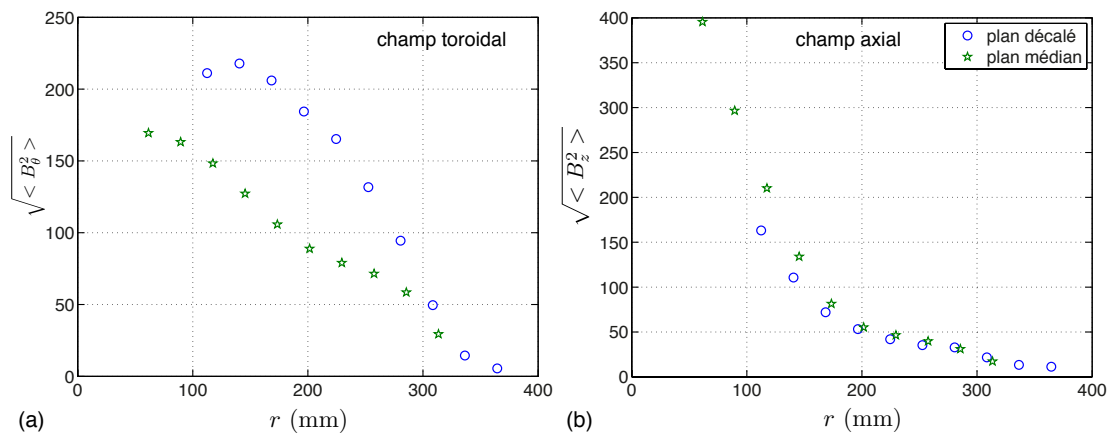 250
200
150
100
50
0
0 100 200 300 400
√< B_θ^2 >
r (mm)
champ toroidal
(a)
400
350
300
250
200
150
100
50
0
0 100 200 300 400
√< B_z^2 >
r (mm)
champ axial
plan décalé
plan médian
(b)